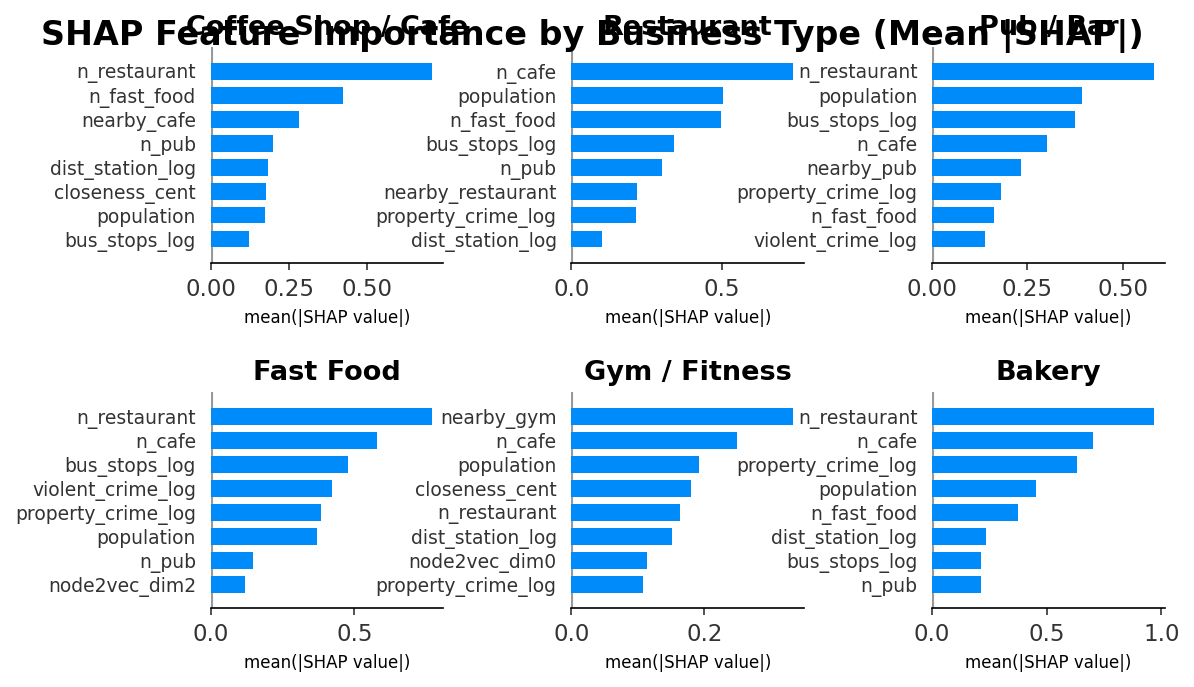 SHAP Feature Importance by Business Type (Mean |SHAP|)
Coffee Shop / Cafe
n_restaurant
n_fast_food
nearby_cafe
n_pub
dist_station_log
closeness_cent
population
bus_stops_log
0.00 0.25 0.50
mean(|SHAP value|)
Restaurant
n_cafe
population
n_fast_food
bus_stops_log
n_pub
nearby_restaurant
property_crime_log
dist_station_log
0.0 0.5
mean(|SHAP value|)
Pub / Bar
n_restaurant
population
bus_stops_log
n_cafe
nearby_pub
property_crime_log
n_fast_food
violent_crime_log
0.00 0.25 0.50
mean(|SHAP value|)
Fast Food
n_restaurant
n_cafe
bus_stops_log
violent_crime_log
property_crime_log
population
n_pub
node2vec_dim2
0.0 0.5
mean(|SHAP value|)
Gym / Fitness
nearby_gym
n_cafe
population
closeness_cent
n_restaurant
dist_station_log
node2vec_dim0
property_crime_log
0.0 0.2
mean(|SHAP value|)
Bakery
n_restaurant
n_cafe
property_crime_log
population
n_fast_food
dist_station_log
bus_stops_log
n_pub
0.0 0.5 1.0
mean(|SHAP value|)